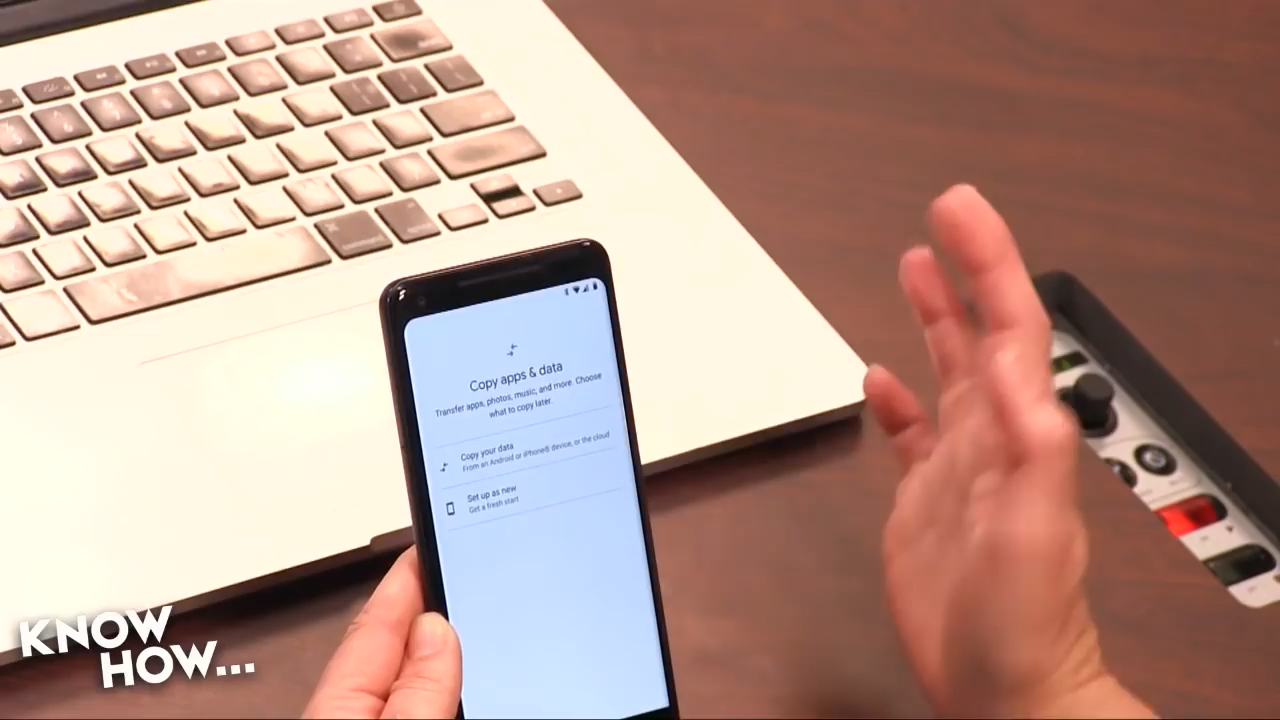 Copy apps & data
Transfer apps, photos, music, and more. Choose
what to copy later.
Copy your data
From an Android or iPhone® device, or the cloud
Set up as new
Get a fresh start
KNOW
HOW...